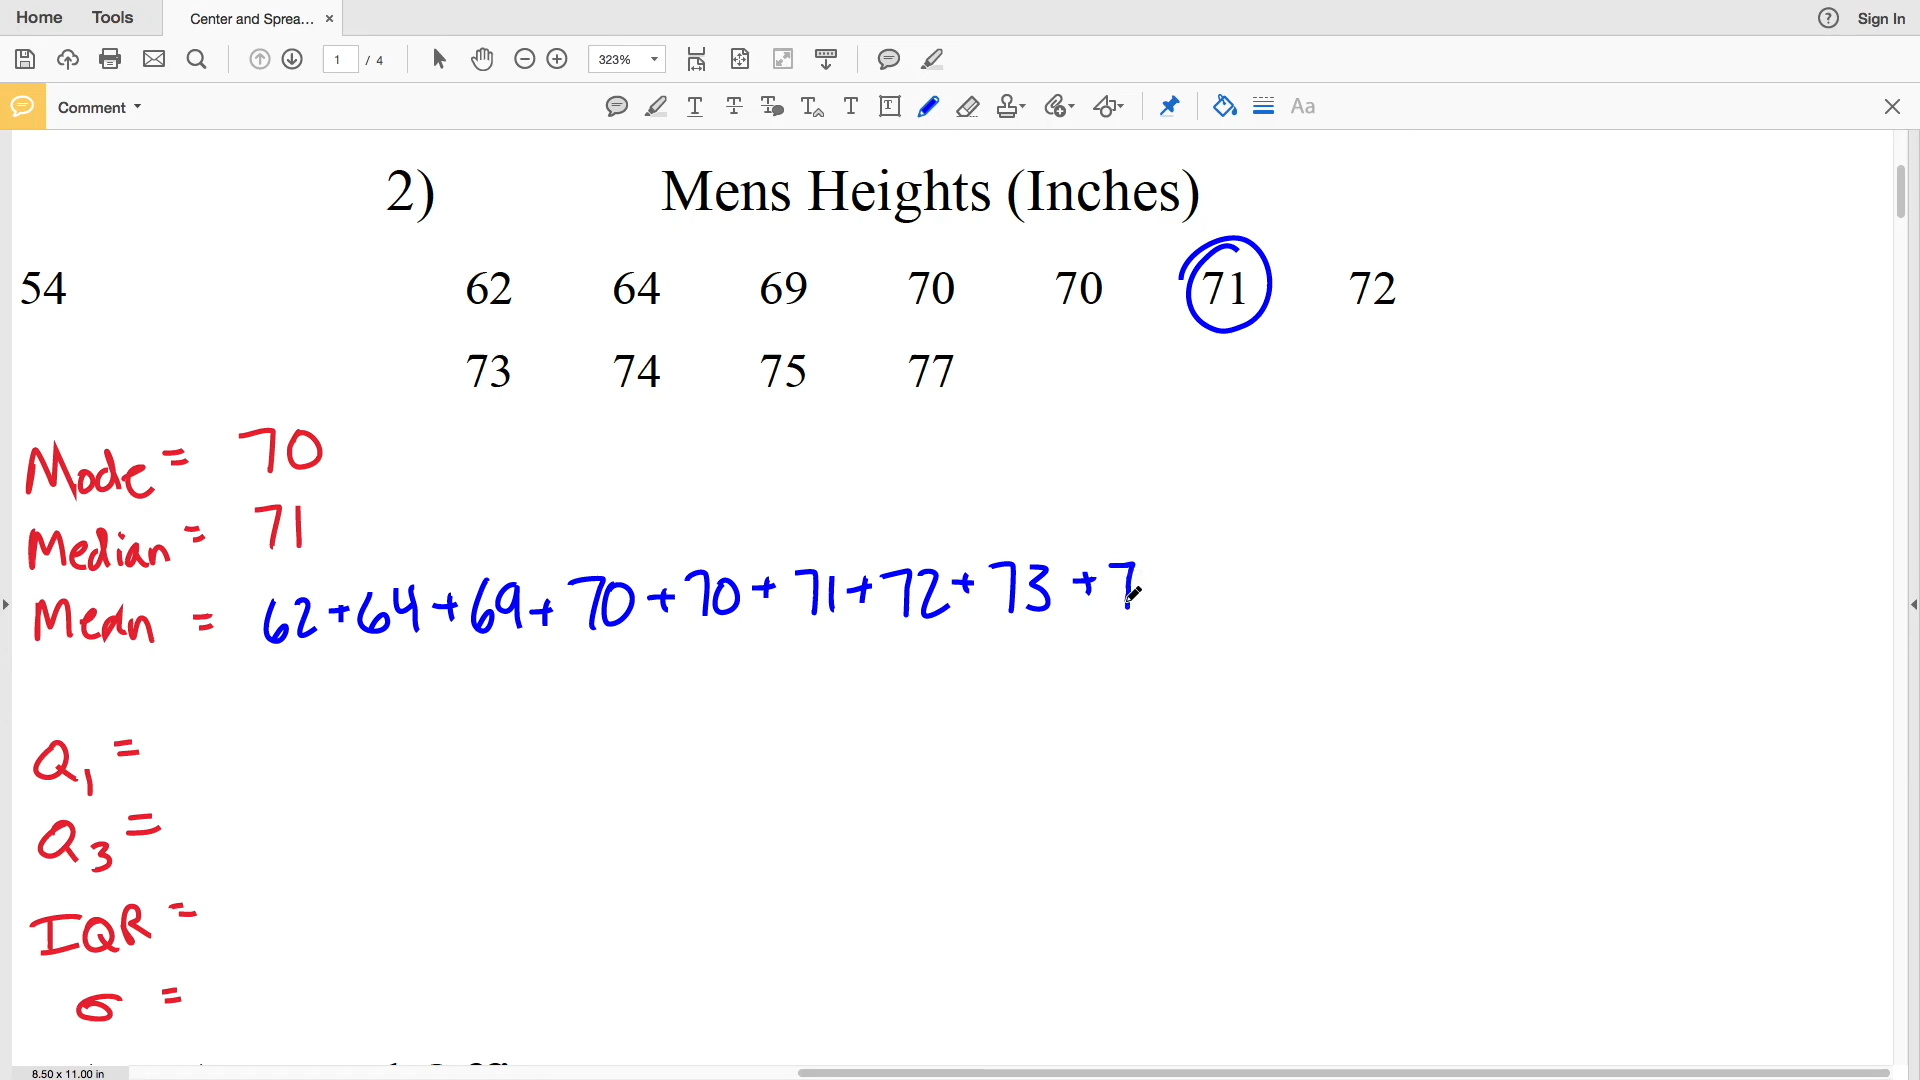 Home Tools Center and Sprea... × ? Sign In
1 / 4 323%
Comment T T T T T T Aa
2) Mens Heights (Inches)
54 62 64 69 70 70 71 72
73 74 75 77
Mode = 70
Median = 71
Mean = 62 + 64 + 69 + 70 + 70 + 71 + 72 + 73 + 7
Q1 =
Q3 =
IQR =
σ =
8.50 x 11.00 in